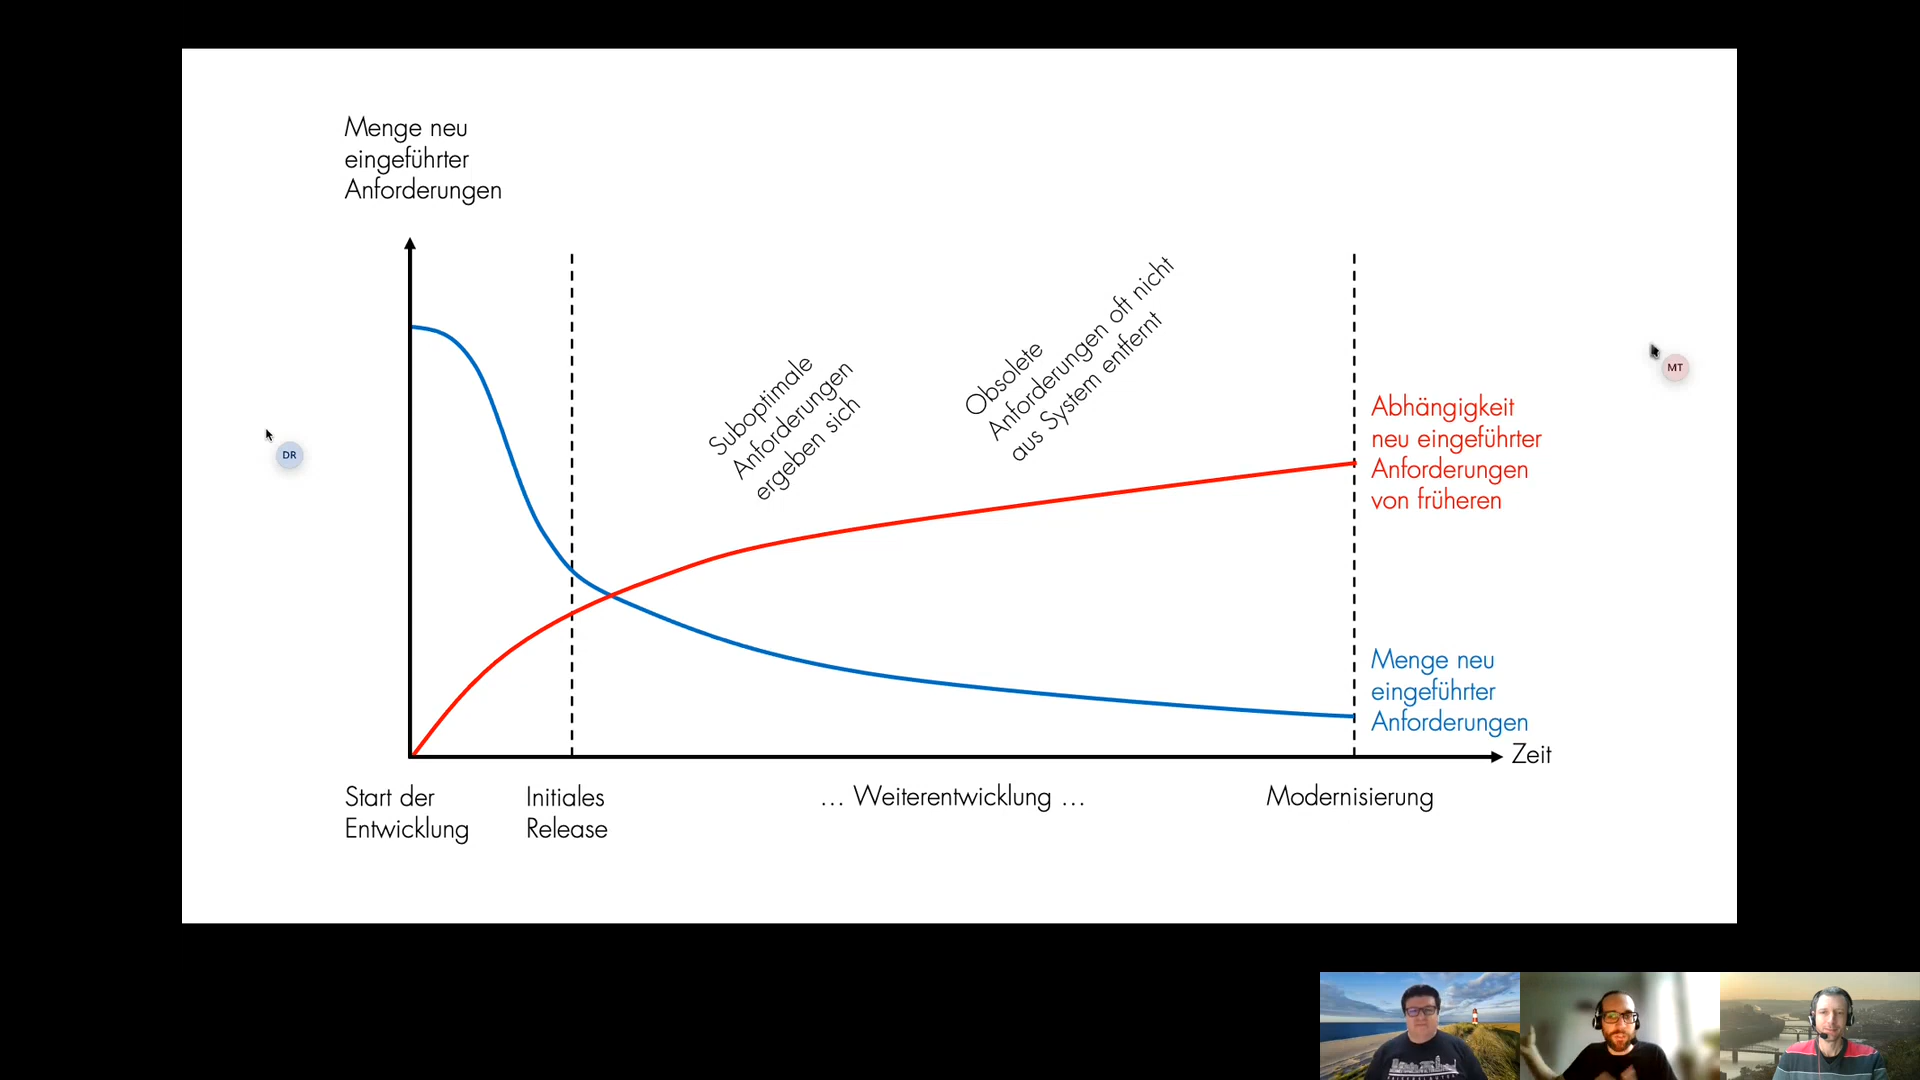 Menge neu
eingeführter
Anforderungen
Suboptimale
Anforderungen
ergeben sich
Obsolete
Anforderungen oft nicht
aus System entfernt
MT
DR
Abhängigkeit
neu eingeführter
Anforderungen
von früheren
Menge neu
eingeführter
Anforderungen
Zeit
Start der
Entwicklung
Initiales
Release
... Weiterentwicklung ...
Modernisierung